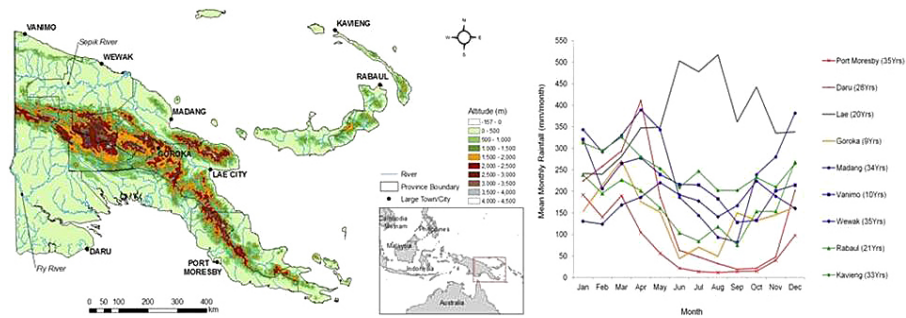 VANIMO
Sepik River
WEWAK
MADANG
GOROKA
LAE CITY
PORT
MORESBY
DARU
Fly River
KAVIENG
RABAUL
N
W E
S
0 50 100 200 300 400
km
Altitude (m)
-167 - 0
0 - 500
500 - 1,000
1,000 - 1,500
1,500 - 2,000
2,000 - 2,500
2,500 - 3,000
3,000 - 3,500
3,500 - 4,000
4,000 - 4,500
River
Province Boundary
Large Town/City
Cambodia
Vietnam
Philippines
Malaysia
Indonesia
Australia
Mean Monthly Rainfall (mm/month)
550
500
450
400
350
300
250
200
150
100
50
0
Jan Feb Mar Apr May Jun Jul Aug Sep Oct Nov Dec
Month
Port Moresby (35Yrs)
Daru (28Yrs)
Lae (20Yrs)
Goroka (9Yrs)
Madang (34Yrs)
Vanimo (10Yrs)
Wewak (35Yrs)
Rabaul (21Yrs)
Kavieng (33Yrs)